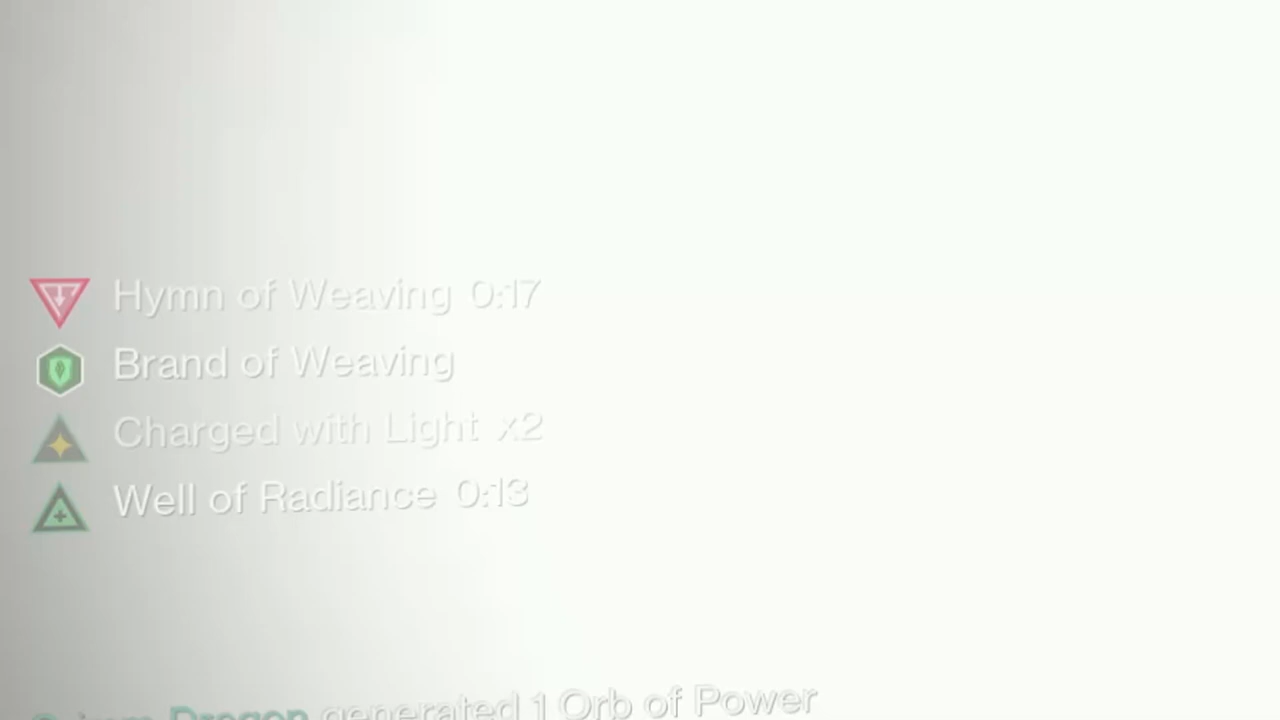 Hymn of Weaving 0:17
Brand of Weaving
Charged with Light x2
Well of Radiance 0:13
Dragon generated 1 Orb of Power